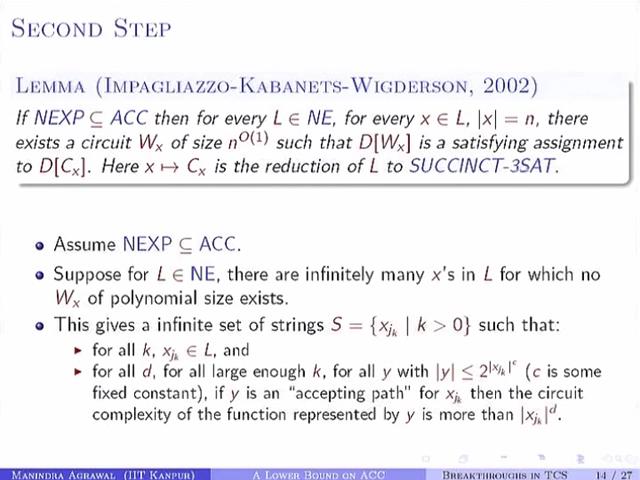 SECOND STEP
LEMMA (IMPAGLIAZZO-KABANETS-WIGDERSON, 2002)
If NEXP ⊆ ACC then for every L ∈ NE, for every x ∈ L, |x| = n, there
exists a circuit Wₓ of size n^{O(1)} such that D[Wₓ] is a satisfying assignment
to D[Cₓ]. Here x ↦ Cₓ is the reduction of L to SUCCINCT-3SAT.
• Assume NEXP ⊆ ACC.
• Suppose for L ∈ NE, there are infinitely many x's in L for which no
Wₓ of polynomial size exists.
• This gives a infinite set of strings S = {x_{j_k} | k > 0} such that:
▶ for all k, x_{j_k} ∈ L, and
▶ for all d, for all large enough k, for all y with |y| ≤ 2^{|x_{j_k}|^c} (c is some
fixed constant), if y is an "accepting path" for x_{j_k} then the circuit
complexity of the function represented by y is more than |x_{j_k}|^d.
MANINDRA AGRAWAL (IIT KANPUR) A LOWER BOUND ON ACC BREAKTHROUGHS IN TCS 14 / 27